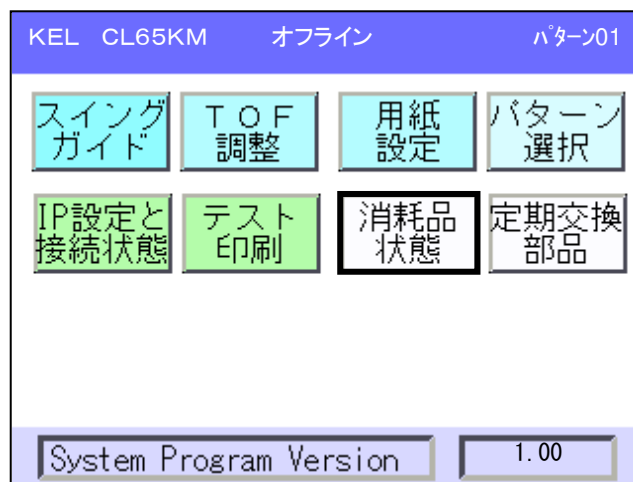 KEL CL65KM オフライン ﾊﾟﾀｰﾝ01
スイング
ガイド
TOF
調整
用紙
設定
パターン
選択
IP設定と
接続状態
テスト
印刷
消耗品
状態
定期交換
部品
System Program Version 1.00